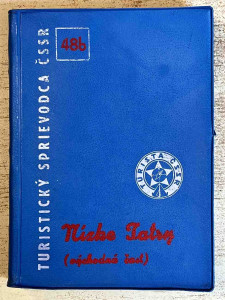 TURISTICKÝ SPRIEVODCA ČSSR
48b
TURISTA ČSSR
Nízke Tatry
(východná časť)